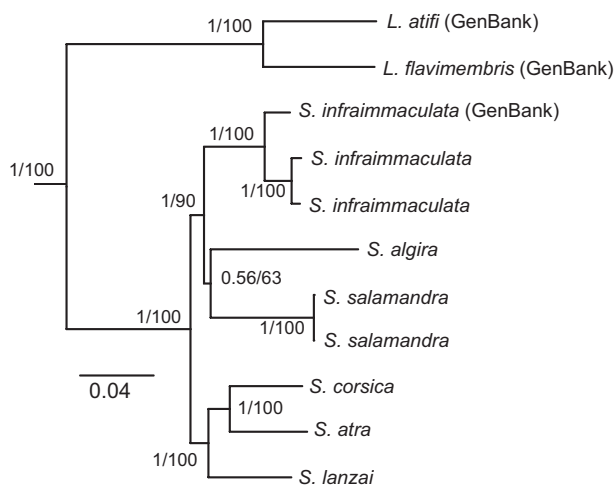 1/100
L. atifi (GenBank)
L. flavimembris (GenBank)
S. infraimmaculata (GenBank)
1/100
S. infraimmaculata
1/100
1/100
1/90
S. infraimmaculata
S. algira
0.56/63
S. salamandra
1/100
1/100
S. salamandra
0.04
S. corsica
1/100
S. atra
1/100
S. lanzai